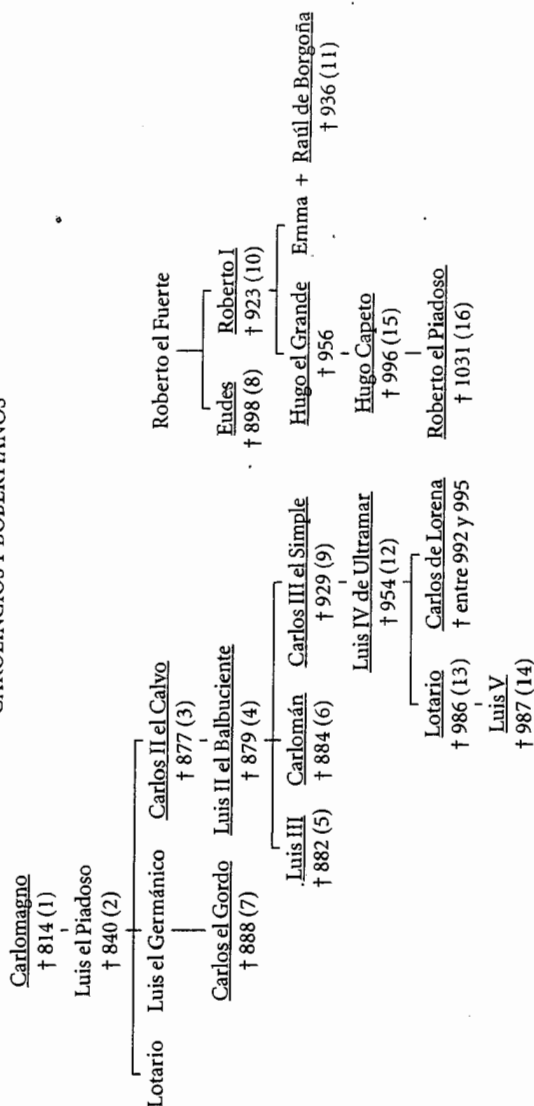 CAROLINGIOS Y ROBERTIANOS
Carlomagno
† 814 (1)
Luis el Piadoso
† 840 (2)
Lotario Luis el Germánico Carlos II el Calvo Roberto el Fuerte
† 877 (3)
Carlos el Gordo Luis II el Balbuciente Eudes Roberto I
† 888 (7) † 879 (4) † 898 (8) † 923 (10)
Luis III Carlomán Carlos III el Simple Hugo el Grande Emma + Raúl de Borgoña
† 882 (5) † 884 (6) † 929 (9) † 956 † 936 (11)
Luis IV de Ultramar Hugo Capeto
† 954 (12) † 996 (15)
Lotario Carlos de Lorena Roberto el Piadoso
† 986 (13) † entre 992 y 995 † 1031 (16)
Luis V
† 987 (14)